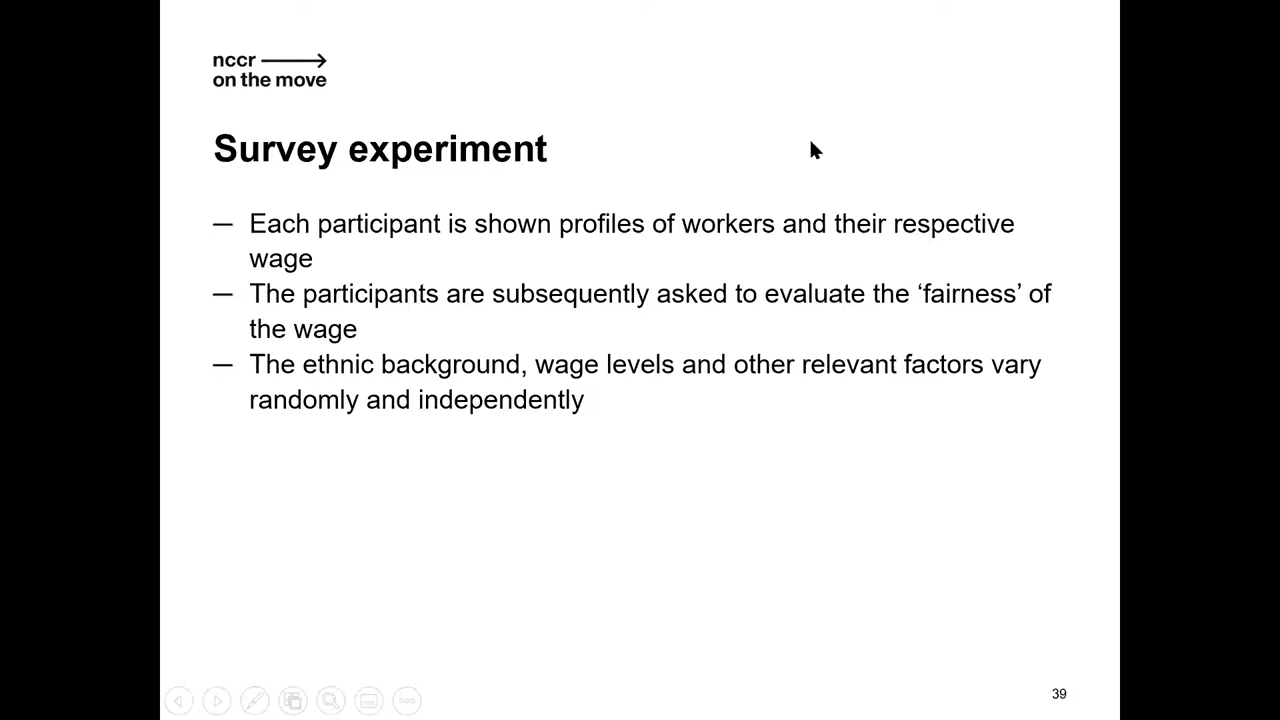 nccr
on the move
Survey experiment
— Each participant is shown profiles of workers and their respective
wage
— The participants are subsequently asked to evaluate the ‘fairness’ of
the wage
— The ethnic background, wage levels and other relevant factors vary
randomly and independently
39